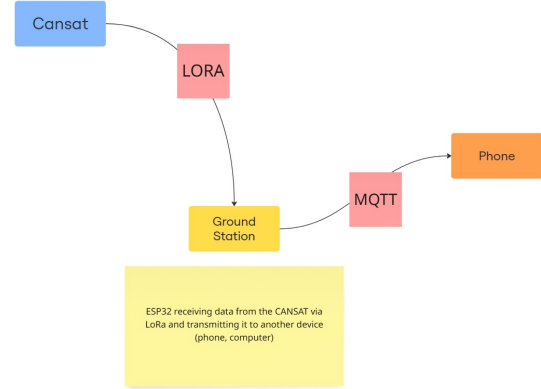 Cansat
LORA
Phone
MQTT
Ground
Station
ESP32 receiving data from the CANSAT via
LoRa and transmitting it to another device
(phone, computer)